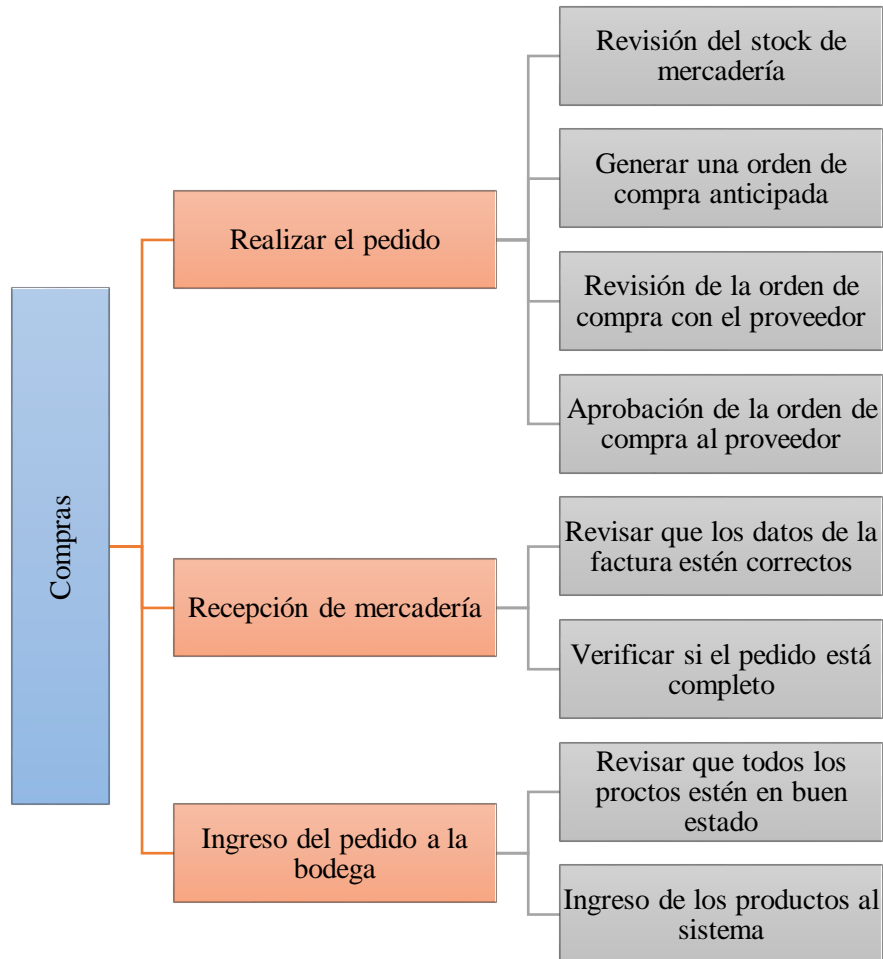 Compras
Realizar el pedido
Revisión del stock de
mercadería
Generar una orden de
compra anticipada
Revisión de la orden de
compra con el proveedor
Aprobación de la orden de
compra al proveedor
Recepción de mercadería
Revisar que los datos de la
factura estén correctos
Verificar si el pedido está
completo
Ingreso del pedido a la
bodega
Revisar que todos los
proctos estén en buen
estado
Ingreso de los productos al
sistema